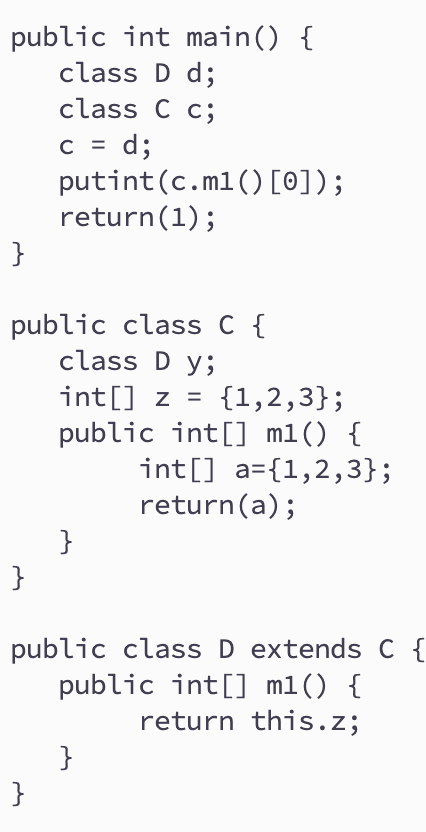 public int main() {
   class D d;
   class C c;
   c = d;
   putint(c.m1()[0]);
   return(1);
}

public class C {
   class D y;
   int[] z = {1,2,3};
   public int[] m1() {
        int[] a={1,2,3};
        return(a);
   }
}

public class D extends C {
   public int[] m1() {
        return this.z;
   }
}